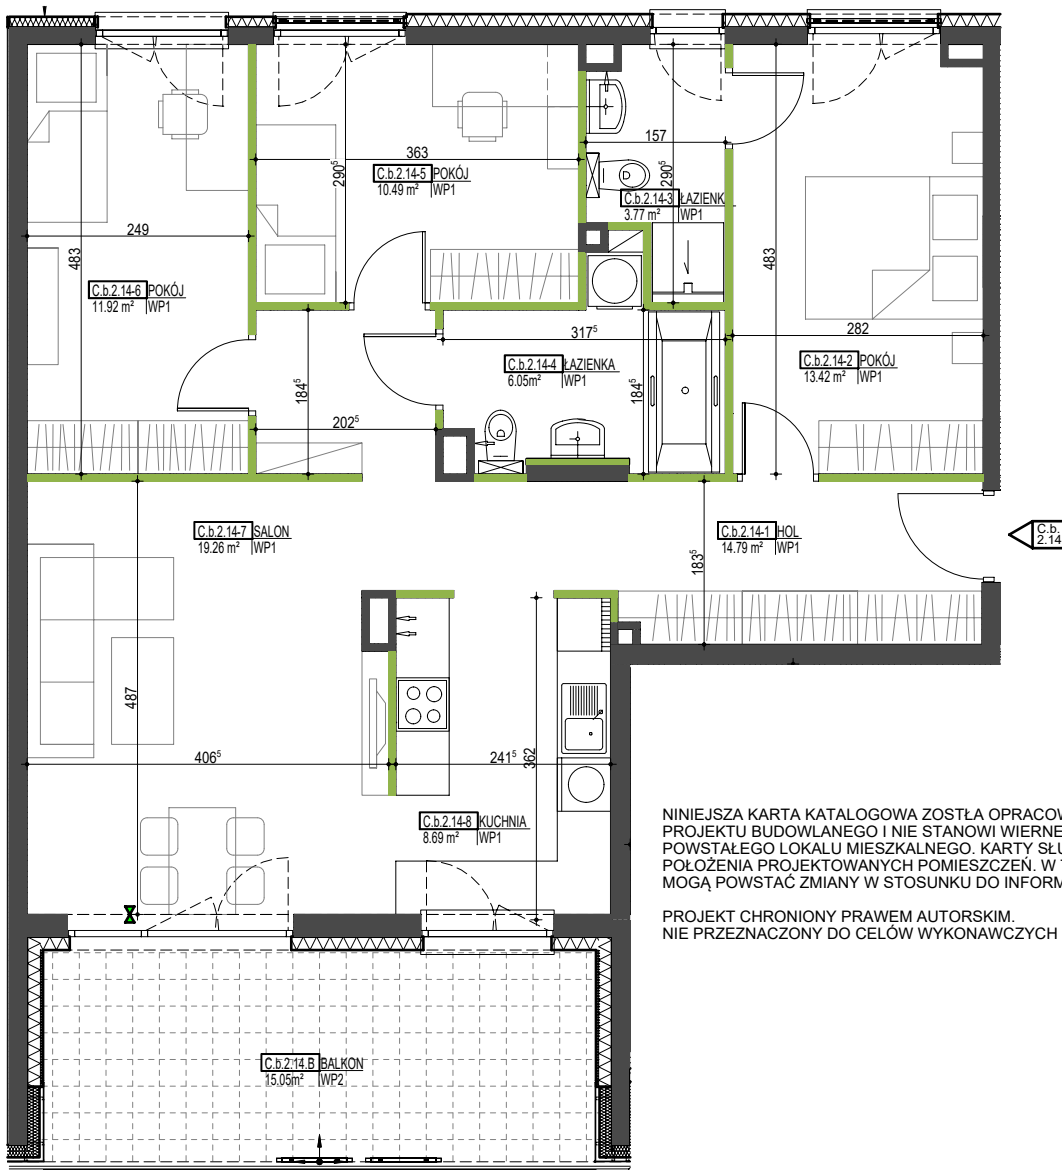 157
363
290⁵
C.b.2.14-5 POKÓJ
10.49 m² WP1
290⁵
C.b.2.14-3 ŁAZIENK
3.77 m² WP1
249
483
483
C.b.2.14-6 POKÓJ
11.92 m² WP1
317⁵
282
C.b.2.14-4 ŁAZIENKA
6.05m² WP1
C.b.2.14-2 POKÓJ
13.42 m² WP1
184⁵
184⁵
202⁵
C.b.2.14-7 SALON
19.26 m² WP1
C.b.2.14-1 HOL
14.79 m² WP1
C.b.
2.14
183⁵
487
406⁵
241⁵
362
C.b.2.14-8 KUCHNIA
8.69 m² WP1
NINIEJSZA KARTA KATALOGOWA ZOSTŁA OPRACOW
PROJEKTU BUDOWLANEGO I NIE STANOWI WIERNE
POWSTAŁEGO LOKALU MIESZKALNEGO. KARTY SŁU
POŁOŻENIA PROJEKTOWANYCH POMIESZCZEŃ. W T
MOGĄ POWSTAĆ ZMIANY W STOSUNKU DO INFORM
PROJEKT CHRONIONY PRAWEM AUTORSKIM.
NIE PRZEZNACZONY DO CELÓW WYKONAWCZYCH
C.b.2.14.B BALKON
15.05m² WP2